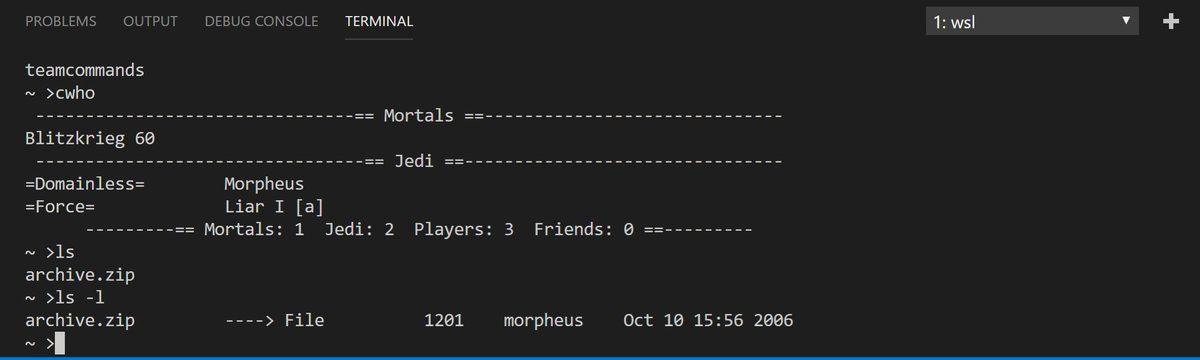 PROBLEMS OUTPUT DEBUG CONSOLE TERMINAL 1: wsl
teamcommands
~ >cwho
---------------------------------== Mortals ==------------------------------
Blitzkrieg 60
---------------------------------== Jedi ==--------------------------------
=Domainless= Morpheus
=Force= Liar I [a]
---------== Mortals: 1 Jedi: 2 Players: 3 Friends: 0 ==---------
~ >ls
archive.zip
~ >ls -l
archive.zip ----> File 1201 morpheus Oct 10 15:56 2006
~ >